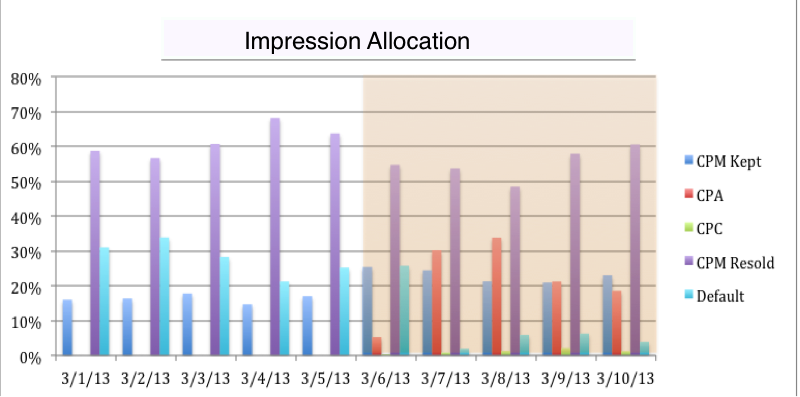 Impression Allocation
80%
70%
60%
50%
40%
30%
20%
10%
0%
3/1/13 3/2/13 3/3/13 3/4/13 3/5/13 3/6/13 3/7/13 3/8/13 3/9/13 3/10/13
CPM Kept
CPA
CPC
CPM Resold
Default